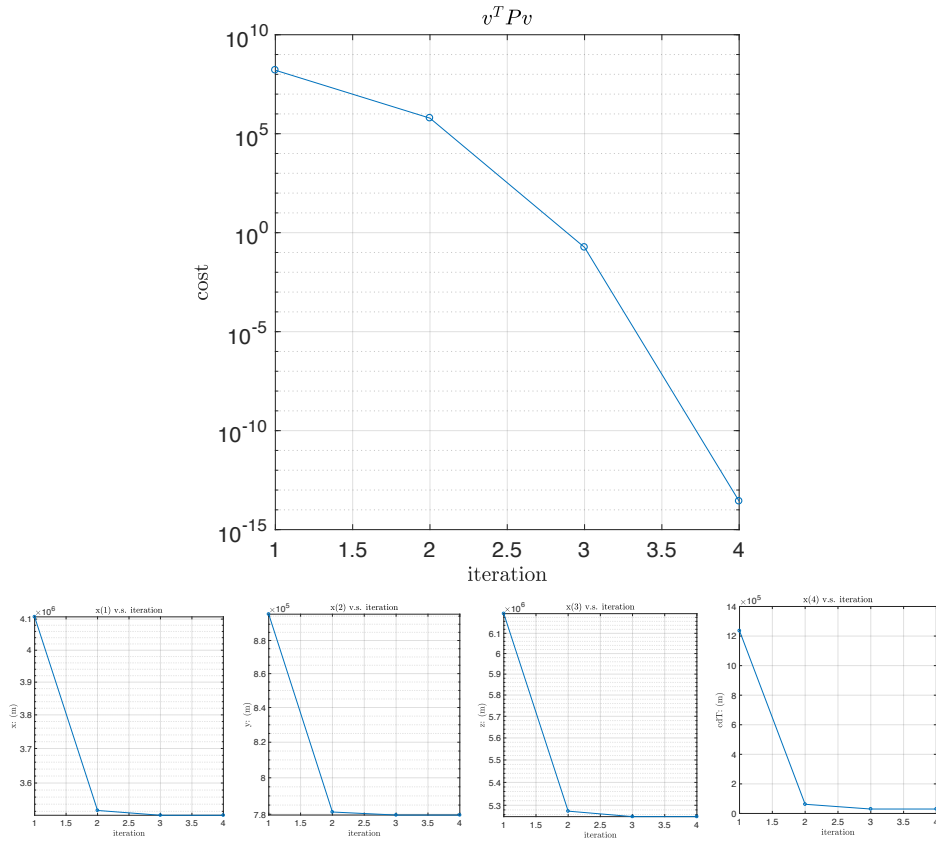 v^T Pv
10^10
10^5
10^0
10^-5
10^-10
10^-15
cost
1 1.5 2 2.5 3 3.5 4
iteration
×10^6
x(1) v.s. iteration
4.1
4
3.9
3.8
3.7
3.6
x: (m)
1 1.5 2 2.5 3 3.5 4
iteration
×10^5
x(2) v.s. iteration
8.8
8.6
8.4
8.2
8
7.8
y: (m)
1 1.5 2 2.5 3 3.5 4
iteration
×10^6
x(3) v.s. iteration
6.1
6
5.9
5.8
5.7
5.6
5.5
5.4
5.3
z: (m)
1 1.5 2 2.5 3 3.5 4
iteration
×10^5
x(4) v.s. iteration
14
12
10
8
6
4
2
0
cdT: (m)
1 1.5 2 2.5 3 3.5 4
iteration